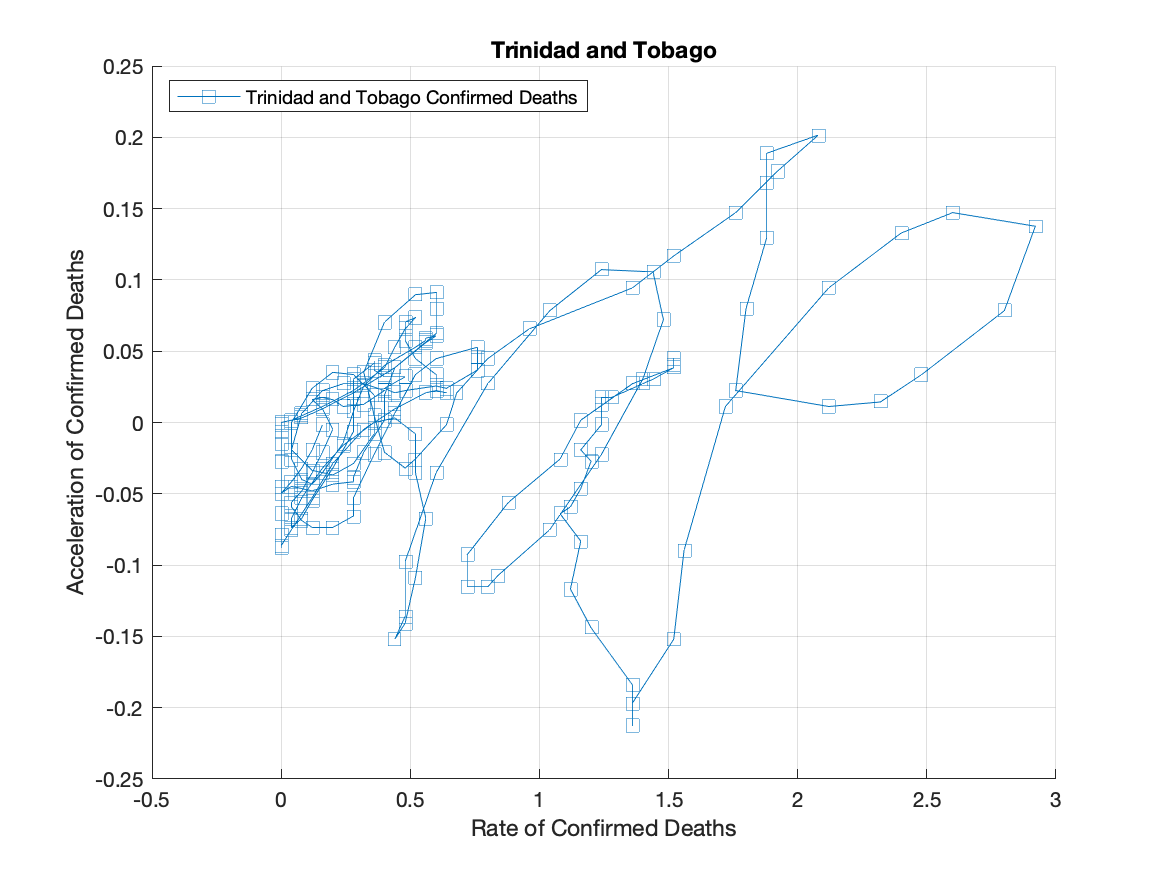 Trinidad and Tobago
Trinidad and Tobago Confirmed Deaths
0.25
0.2
0.15
0.1
0.05
0
-0.05
-0.1
-0.15
-0.2
-0.25
Acceleration of Confirmed Deaths
-0.5 0 0.5 1 1.5 2 2.5 3
Rate of Confirmed Deaths